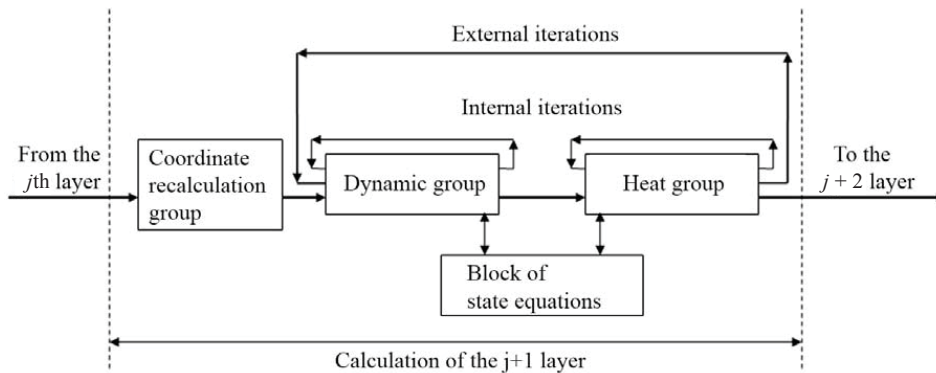 External iterations
Internal iterations
From the
jth layer
Coordinate
recalculation
group
Dynamic group
Heat group
To the
j + 2 layer
Block of
state equations
Calculation of the j+1 layer